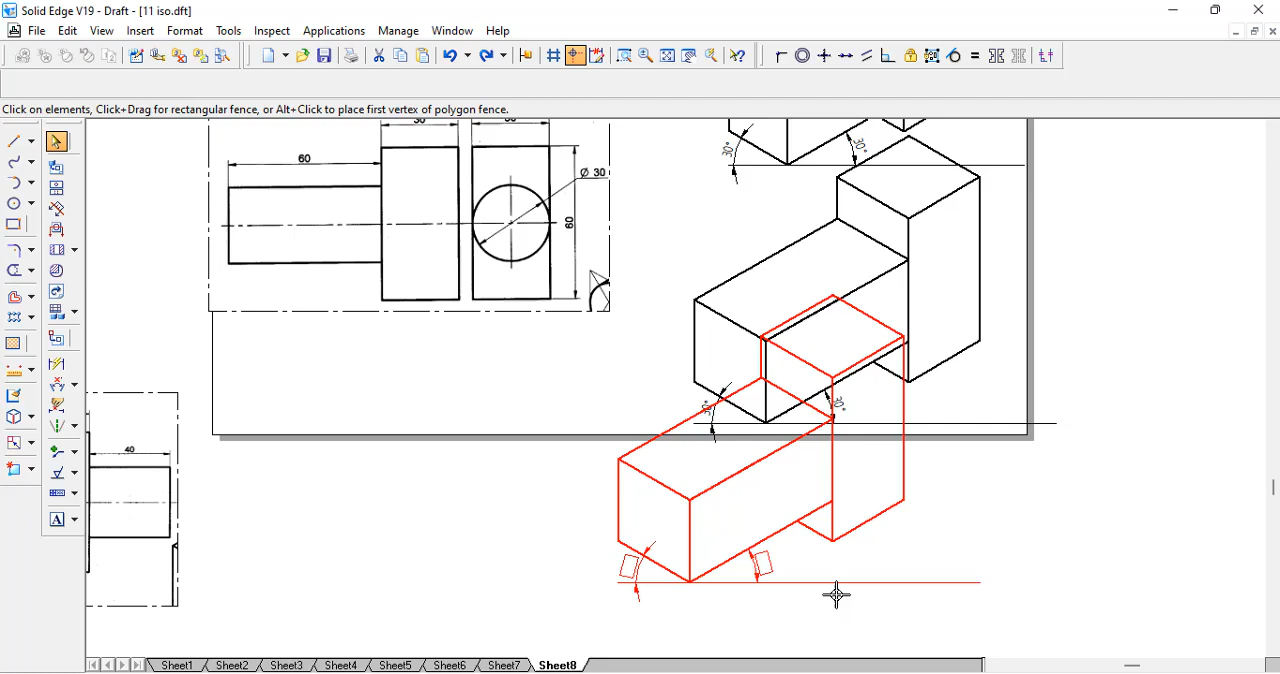 Solid Edge V19 - Draft - [11 iso.dft]
File Edit View Insert Format Tools Inspect Applications Manage Window Help
Click on elements, Click+Drag for rectangular fence, or Alt+Click to place first vertex of polygon fence.
60
Ø 30
60
30°
30°
30°
30°
40
A
Sheet1 Sheet2 Sheet3 Sheet4 Sheet5 Sheet6 Sheet7 Sheet8